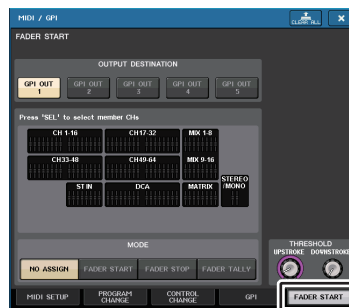 MIDI / GPI
CLEAR ALL
FADER START
OUTPUT DESTINATION
GPI OUT 1
GPI OUT 2
GPI OUT 3
GPI OUT 4
GPI OUT 5
Press 'SEL' to select member CHs
CH 1-16
CH17-32
MIX 1-8
CH33-48
CH49-64
MIX 9-16
ST IN
DCA
MATRIX
STEREO /MONO
MODE
NO ASSIGN
FADER START
FADER STOP
FADER TALLY
THRESHOLD
UPSTROKE
DOWNSTROKE
MIDI SETUP
PROGRAM CHANGE
CONTROL CHANGE
GPI
FADER START